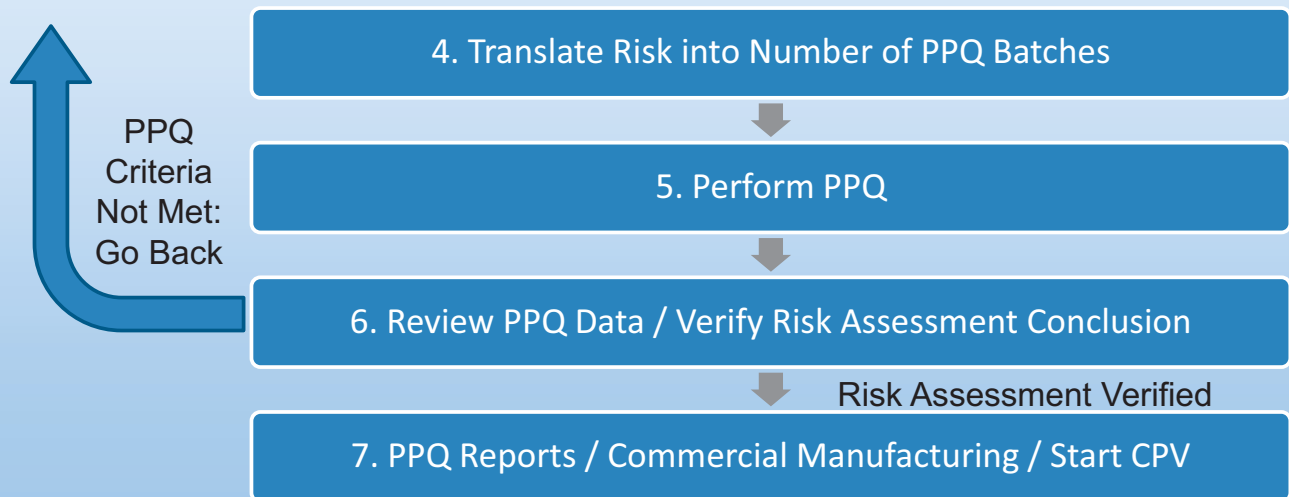 4. Translate Risk into Number of PPQ Batches
PPQ
Criteria
Not Met:
Go Back
5. Perform PPQ
6. Review PPQ Data / Verify Risk Assessment Conclusion
Risk Assessment Verified
7. PPQ Reports / Commercial Manufacturing / Start CPV